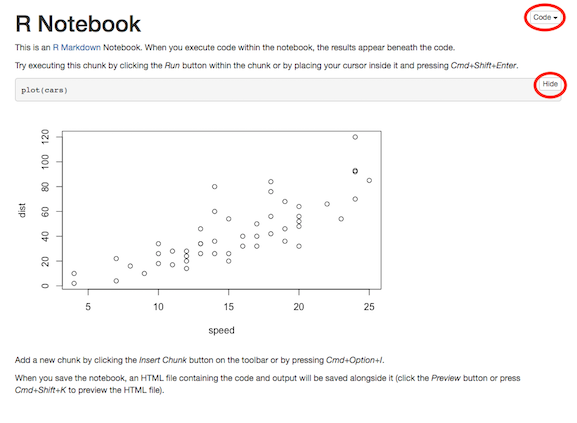 R Notebook
Code
This is an R Markdown Notebook. When you execute code within the notebook, the results appear beneath the code.
Try executing this chunk by clicking the Run button within the chunk or by placing your cursor inside it and pressing Cmd+Shift+Enter.
Hide
plot(cars)
120
100
80
60
40
20
0
dist
5 10 15 20 25
speed
Add a new chunk by clicking the Insert Chunk button on the toolbar or by pressing Cmd+Option+I.
When you save the notebook, an HTML file containing the code and output will be saved alongside it (click the Preview button or press
Cmd+Shift+K to preview the HTML file).